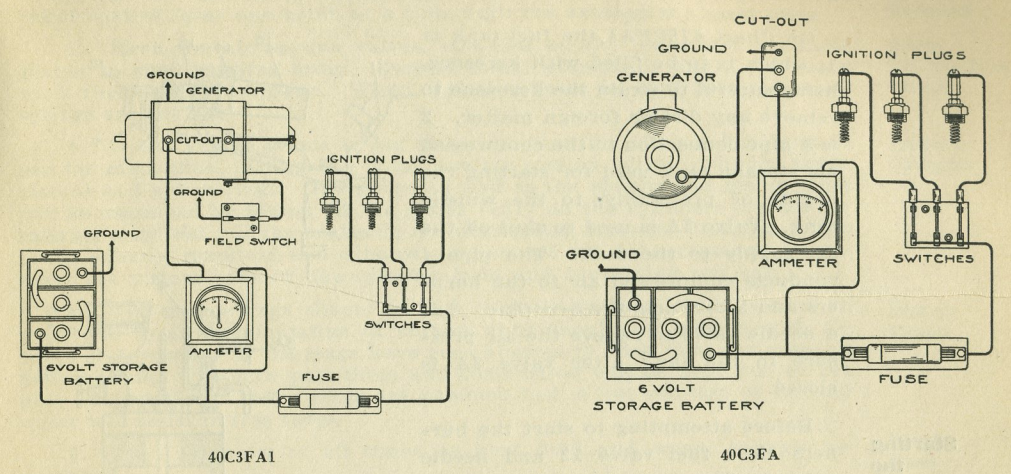 GROUND
GENERATOR
CUT-OUT
IGNITION PLUGS
GROUND
FIELD SWITCH
GROUND
SWITCHES
AMMETER
6VOLT STORAGE
BATTERY
FUSE
40C3FA1
CUT-OUT
GROUND
IGNITION PLUGS
GENERATOR
AMMETER
SWITCHES
GROUND
6 VOLT
STORAGE BATTERY
FUSE
40C3FA